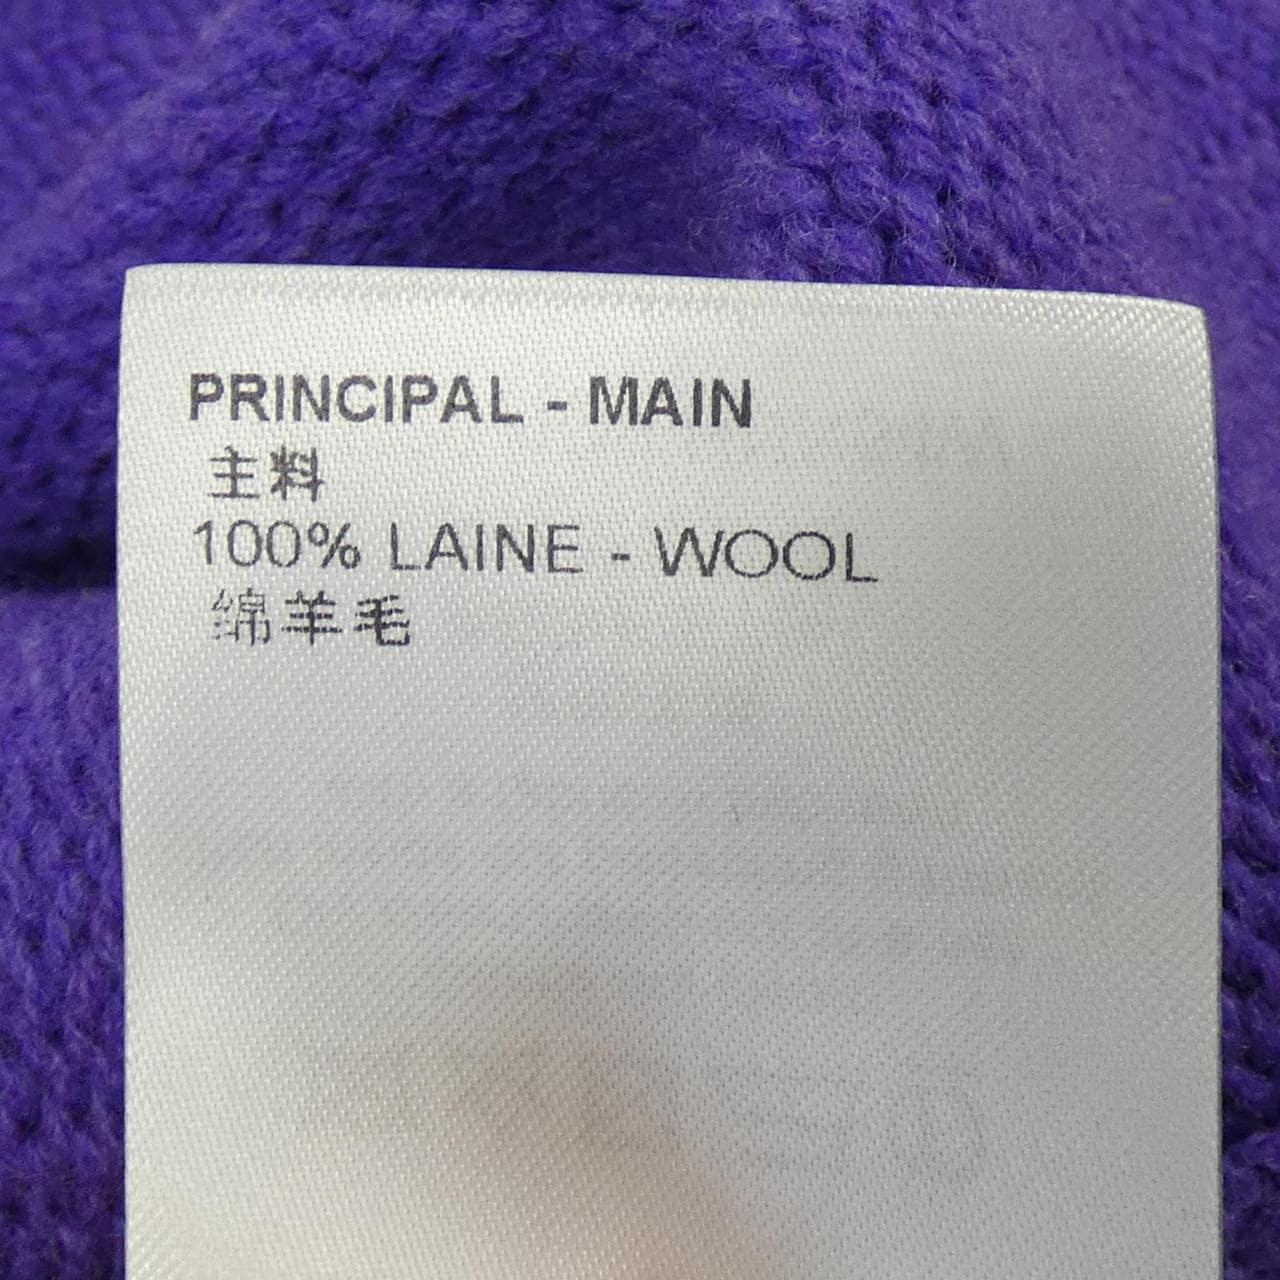 PRINCIPAL - MAIN
主料
100% LAINE - WOOL
绵羊毛